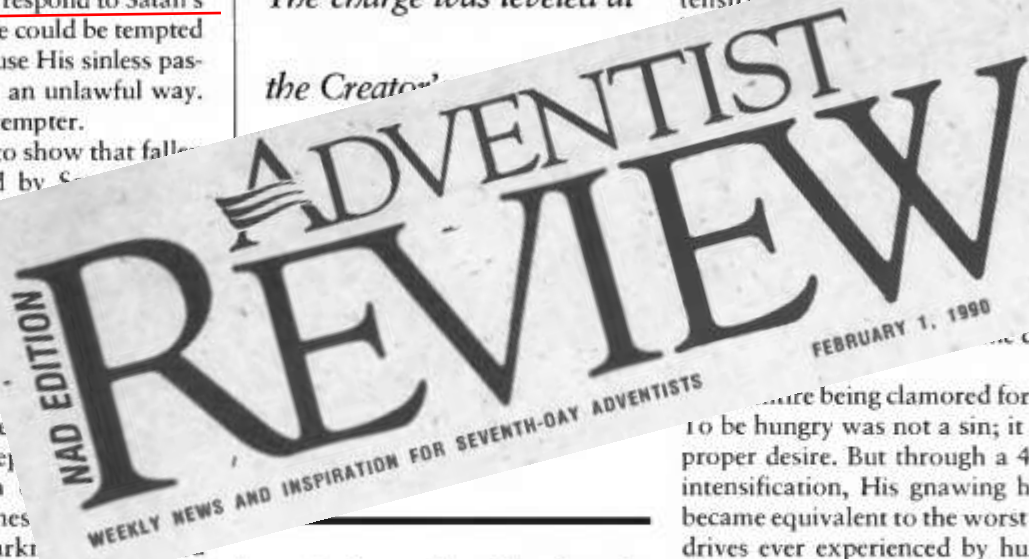 respond to Satan's
e could be tempted
use His sinless pas-
an unlawful way.
empter.
to show that falle
d by
The charge was leveled at
the Creator'
ADVENTIST
REVIEW
NAD EDITION
FEBRUARY 1, 1990
WEEKLY NEWS AND INSPIRATION FOR SEVENTH-DAY ADVENTISTS
being clamored for
To be hungry was not a sin; it
proper desire. But through a 4
intensification, His gnawing h
became equivalent to the worst
drives ever experienced by hu